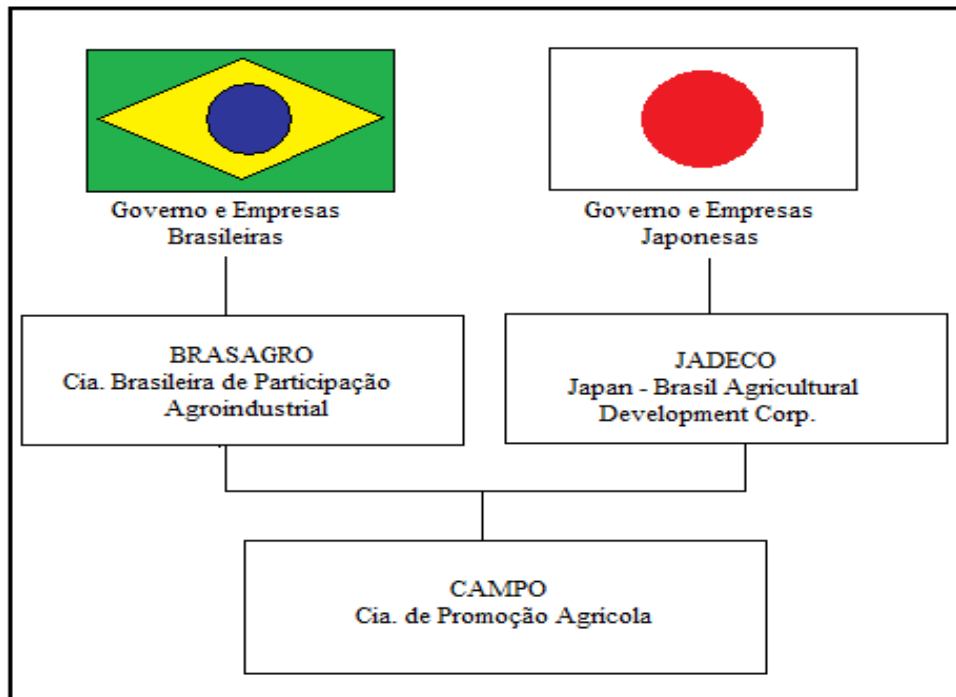 Governo e Empresas
Brasileiras
Governo e Empresas
Japonesas
BRASAGRO
Cia. Brasileira de Participação
Agroindustrial
JADECO
Japan - Brasil Agricultural
Development Corp.
CAMPO
Cia. de Promoção Agrícola